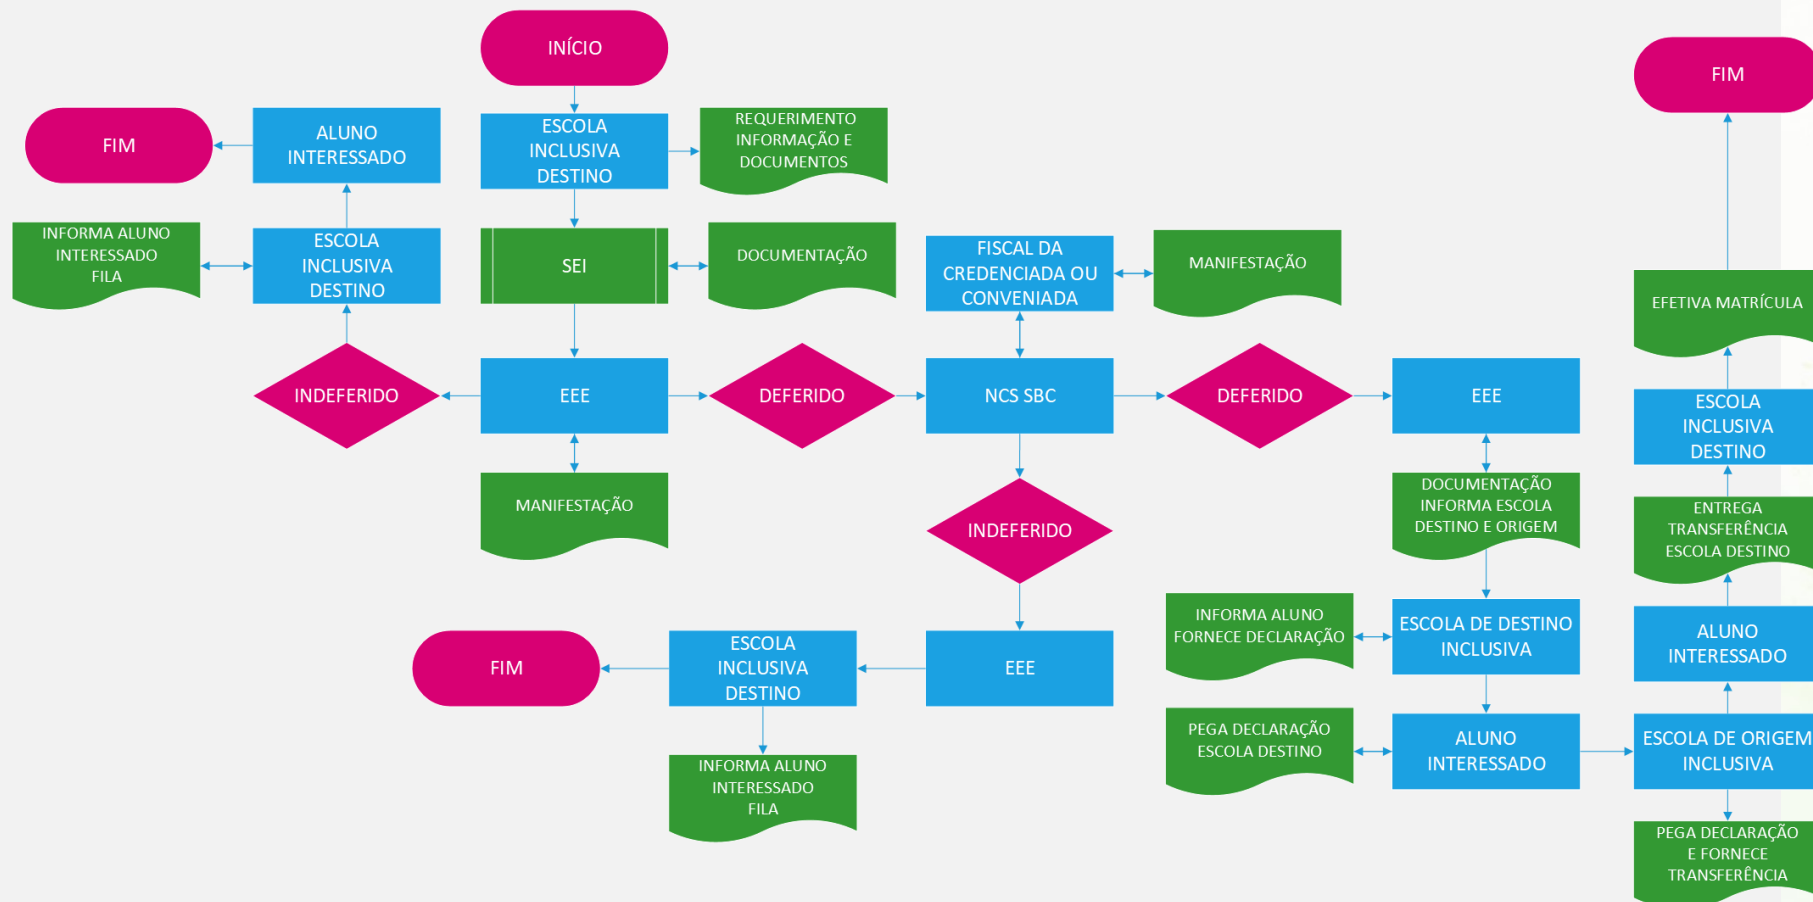 INÍCIO
FIM
ALUNO
INTERESSADO
ESCOLA
INCLUSIVA
DESTINO
REQUERIMENTO
INFORMAÇÃO E
DOCUMENTOS
FIM
INFORMA ALUNO
INTERESSADO
FILA
ESCOLA
INCLUSIVA
DESTINO
SEI
DOCUMENTAÇÃO
FISCAL DA
CREDENCIADA OU
CONVENIADA
MANIFESTAÇÃO
EFETIVA MATRÍCULA
INDEFERIDO
EEE
DEFERIDO
NCS SBC
DEFERIDO
EEE
ESCOLA
INCLUSIVA
DESTINO
MANIFESTAÇÃO
INDEFERIDO
DOCUMENTAÇÃO
INFORMA ESCOLA
DESTINO E ORIGEM
ENTREGA
TRANSFERÊNCIA
ESCOLA DESTINO
FIM
ESCOLA
INCLUSIVA
DESTINO
EEE
INFORMA ALUNO
FORNECE DECLARAÇÃO
ESCOLA DE DESTINO
INCLUSIVA
ALUNO
INTERESSADO
INFORMA ALUNO
INTERESSADO
FILA
PEGA DECLARAÇÃO
ESCOLA DESTINO
ALUNO
INTERESSADO
ESCOLA DE ORIGEM
INCLUSIVA
PEGA DECLARAÇÃO
E FORNECE
TRANSFERÊNCIA